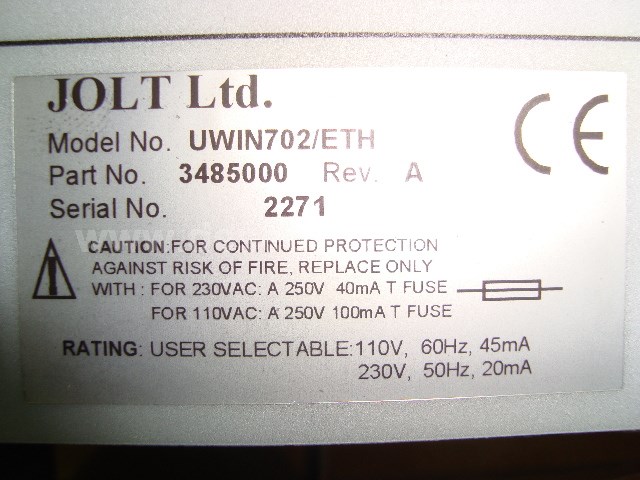 JOLT Ltd.
Model No. UWIN702/ETH
Part No. 3485000 Rev. A
Serial No. 2271
CE
CAUTION:FOR CONTINUED PROTECTION
AGAINST RISK OF FIRE, REPLACE ONLY
WITH : FOR 230VAC: A 250V 40mA T FUSE
FOR 110VAC: A 250V 100mA T FUSE
RATING: USER SELECTABLE:110V, 60Hz, 45mA
230V, 50Hz, 20mA